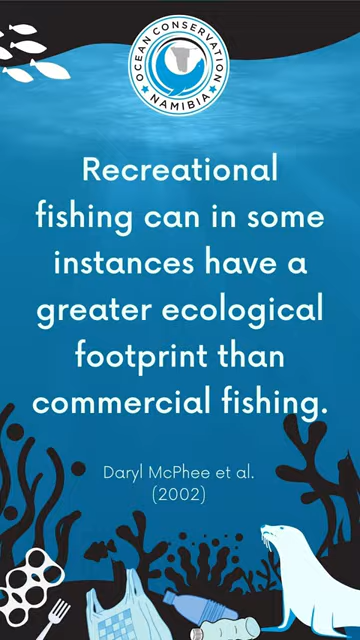 OCEAN CONSERVATION
NAMIBIA
Recreational
fishing can in some
instances have a
greater ecological
footprint than
commercial fishing.
Daryl McPhee et al.
(2002)